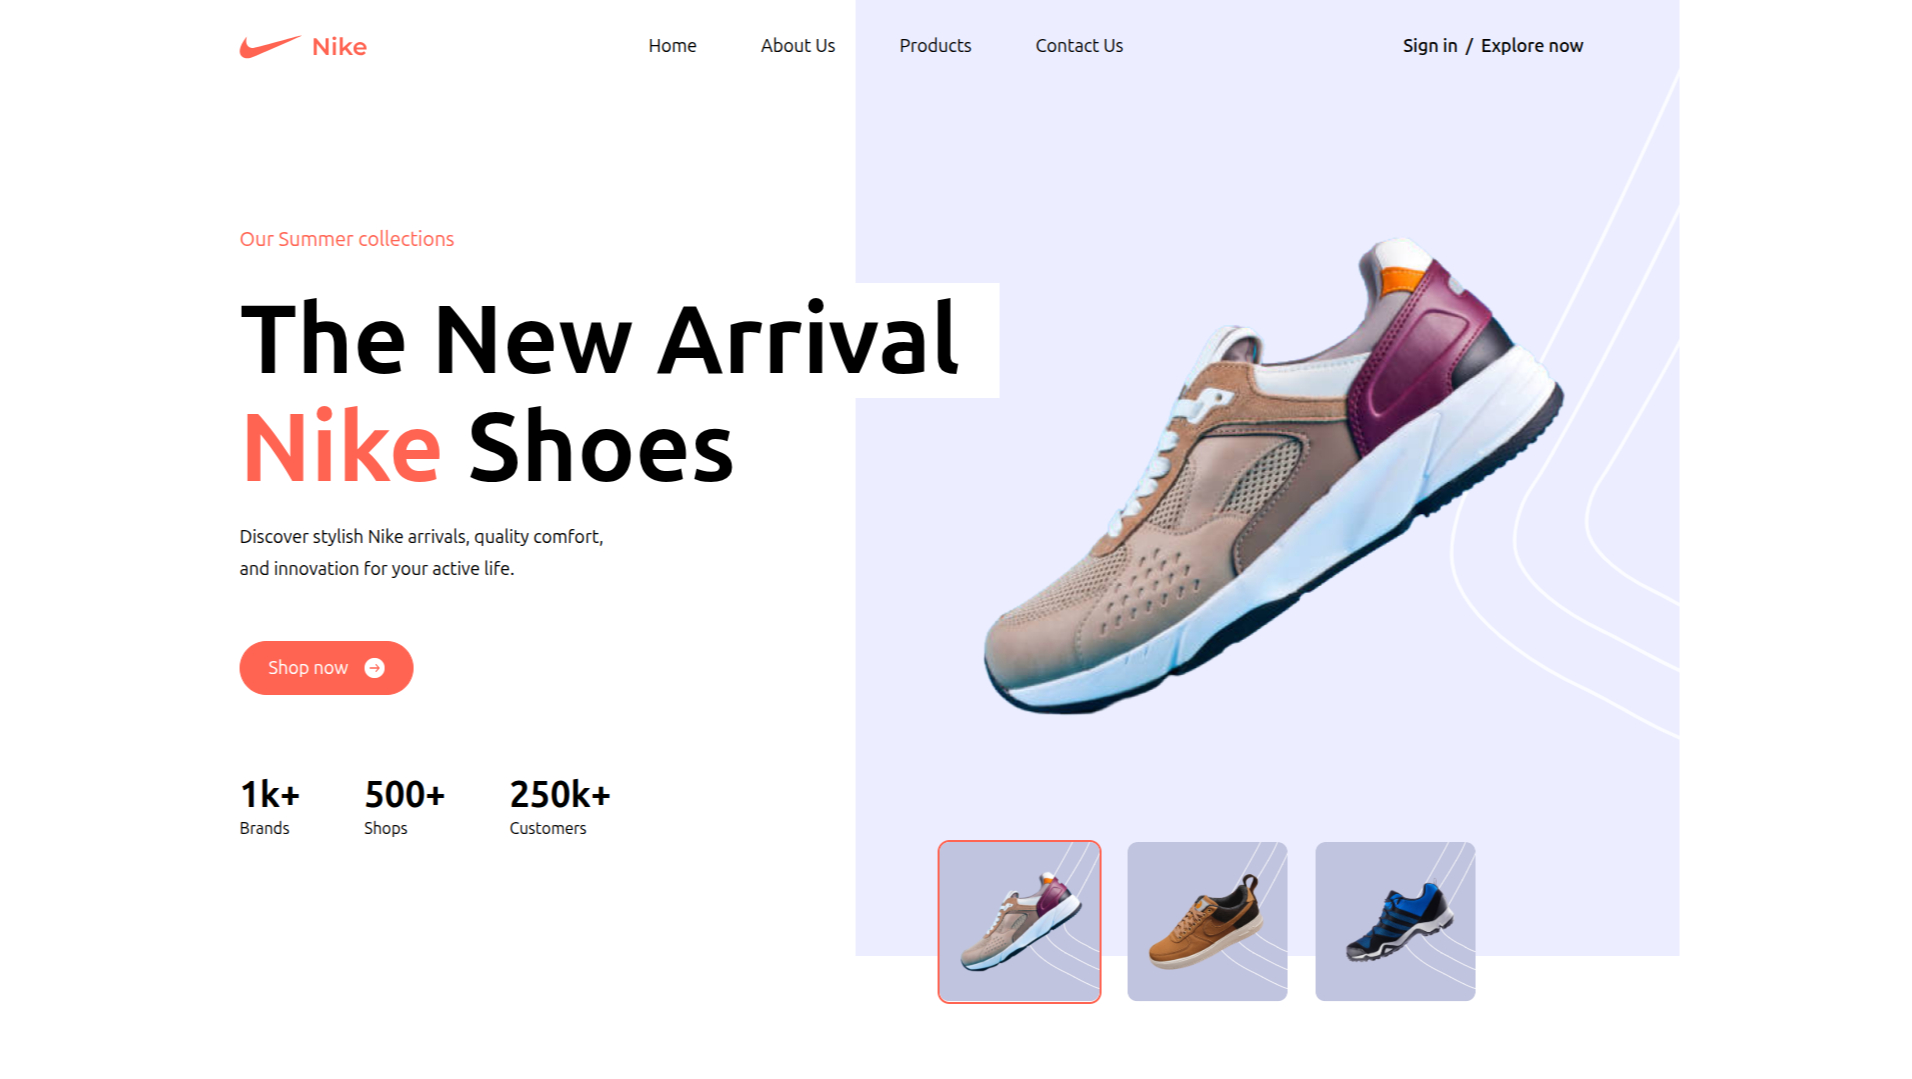 Nike
Home
About Us
Products
Contact Us
Sign in / Explore now
Our Summer collections
The New Arrival
Nike Shoes
Discover stylish Nike arrivals, quality comfort,
and innovation for your active life.
Shop now
1k+
Brands
500+
Shops
250k+
Customers